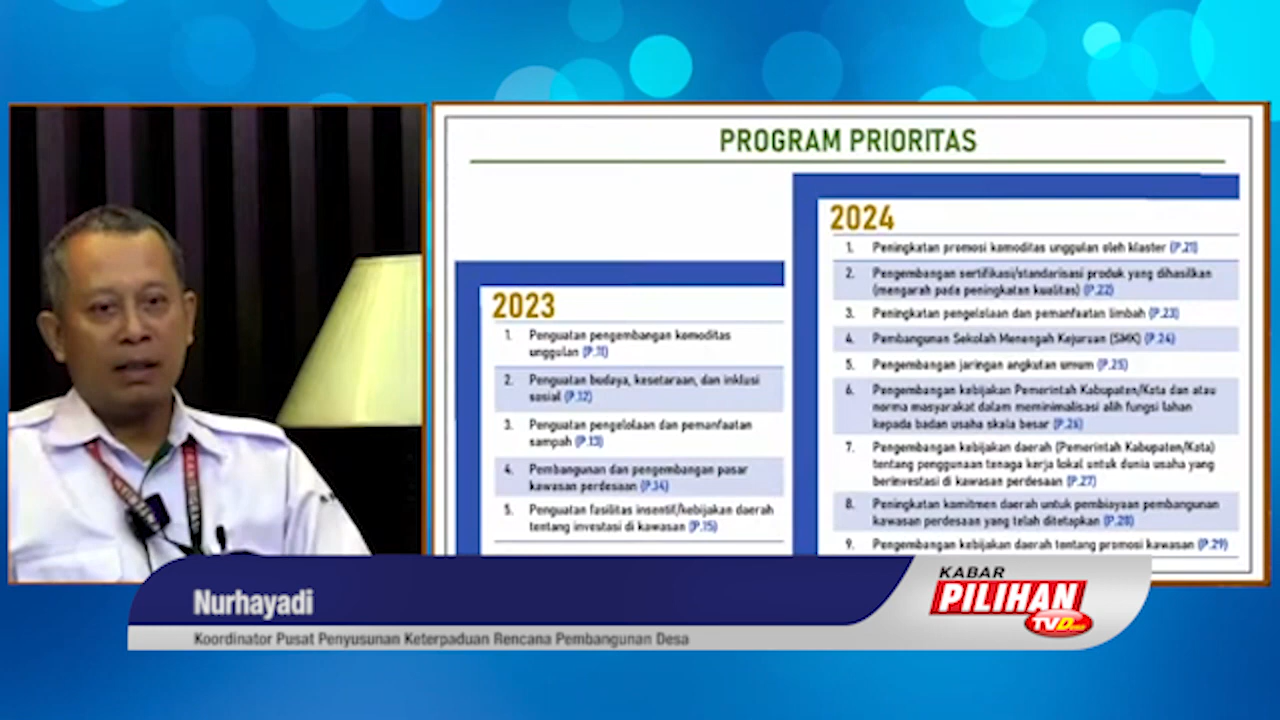 PROGRAM PRIORITAS
2023
1. Penguatan pengembangan komoditas
unggulan (P.11)
2. Penguatan budaya, kesetaraan, dan inklusi
sosial (P.12)
3. Penguatan pengelolaan dan pemanfaatan
sampah (P.13)
4. Pembangunan dan pengembangan pasar
kawasan perdesaan (P.14)
5. Penguatan fasilitas insentif/kebijakan daerah
tentang investasi di kawasan (P.15)
2024
1. Peningkatan promosi komoditas unggulan oleh klaster (P.21)
2. Pengembangan sertifikasi/standarisasi produk yang dihasilkan
(mengarah pada peningkatan kualitas) (P.22)
3. Peningkatan pengelolaan dan pemanfaatan limbah (P.23)
4. Pembangunan Sekolah Menengah Kejuruan (SMK) (P.24)
5. Pengembangan jaringan angkutan umum (P.25)
6. Pengembangan kebijakan Pemerintah Kabupaten/Kota dan atau
norma masyarakat dalam meminimalisasi alih fungsi lahan
kepada badan usaha skala besar (P.26)
7. Pengembangan kebijakan daerah (Pemerintah Kabupaten/Kota)
tentang penggunaan tenaga kerja lokal untuk dunia usaha yang
berinvestasi di kawasan perdesaan (P.27)
8. Peningkatan komitmen daerah untuk pembiayaan pembangunan
kawasan perdesaan yang telah ditetapkan (P.28)
9. Pengembangan kebijakan daerah tentang promosi kawasan (P.29)
Nurhayadi
Koordinator Pusat Penyusunan Keterpaduan Rencana Pembangunan Desa
KABAR
PILIHAN
TVDesa